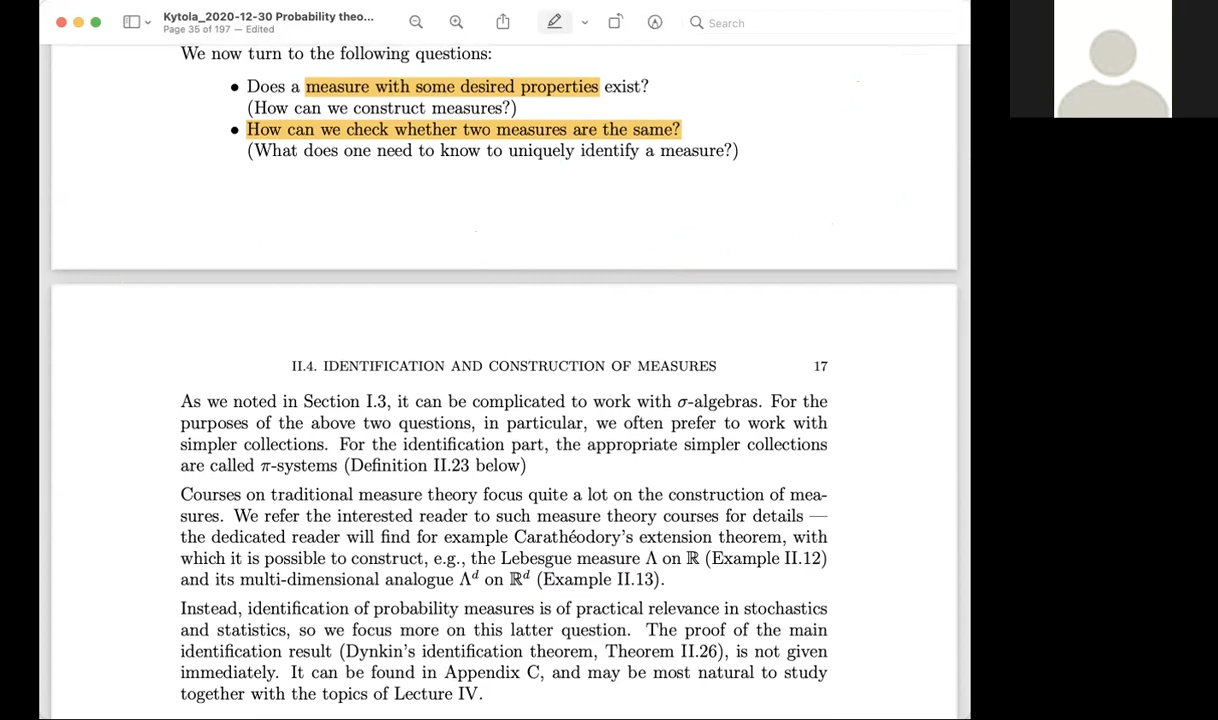 Kytola_2020-12-30 Probability theo...
Page 35 of 197 — Edited
Search
We now turn to the following questions:
• Does a measure with some desired properties exist?
(How can we construct measures?)
• How can we check whether two measures are the same?
(What does one need to know to uniquely identify a measure?)
II.4. IDENTIFICATION AND CONSTRUCTION OF MEASURES 17
As we noted in Section I.3, it can be complicated to work with σ-algebras. For the
purposes of the above two questions, in particular, we often prefer to work with
simpler collections. For the identification part, the appropriate simpler collections
are called π-systems (Definition II.23 below)
Courses on traditional measure theory focus quite a lot on the construction of mea-
sures. We refer the interested reader to such measure theory courses for details —
the dedicated reader will find for example Carathéodory's extension theorem, with
which it is possible to construct, e.g., the Lebesgue measure Λ on ℝ (Example II.12)
and its multi-dimensional analogue Λᵈ on ℝᵈ (Example II.13).
Instead, identification of probability measures is of practical relevance in stochastics
and statistics, so we focus more on this latter question. The proof of the main
identification result (Dynkin's identification theorem, Theorem II.26), is not given
immediately. It can be found in Appendix C, and may be most natural to study
together with the topics of Lecture IV.